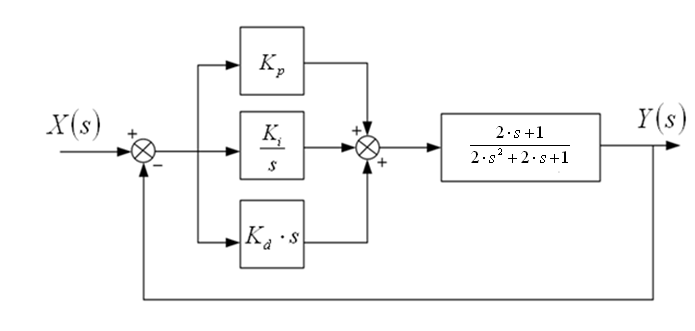 K_p
X(s)
+
−
K_i
s
+
+
2·s+1
2·s²+2·s+1
Y(s)
K_d · s